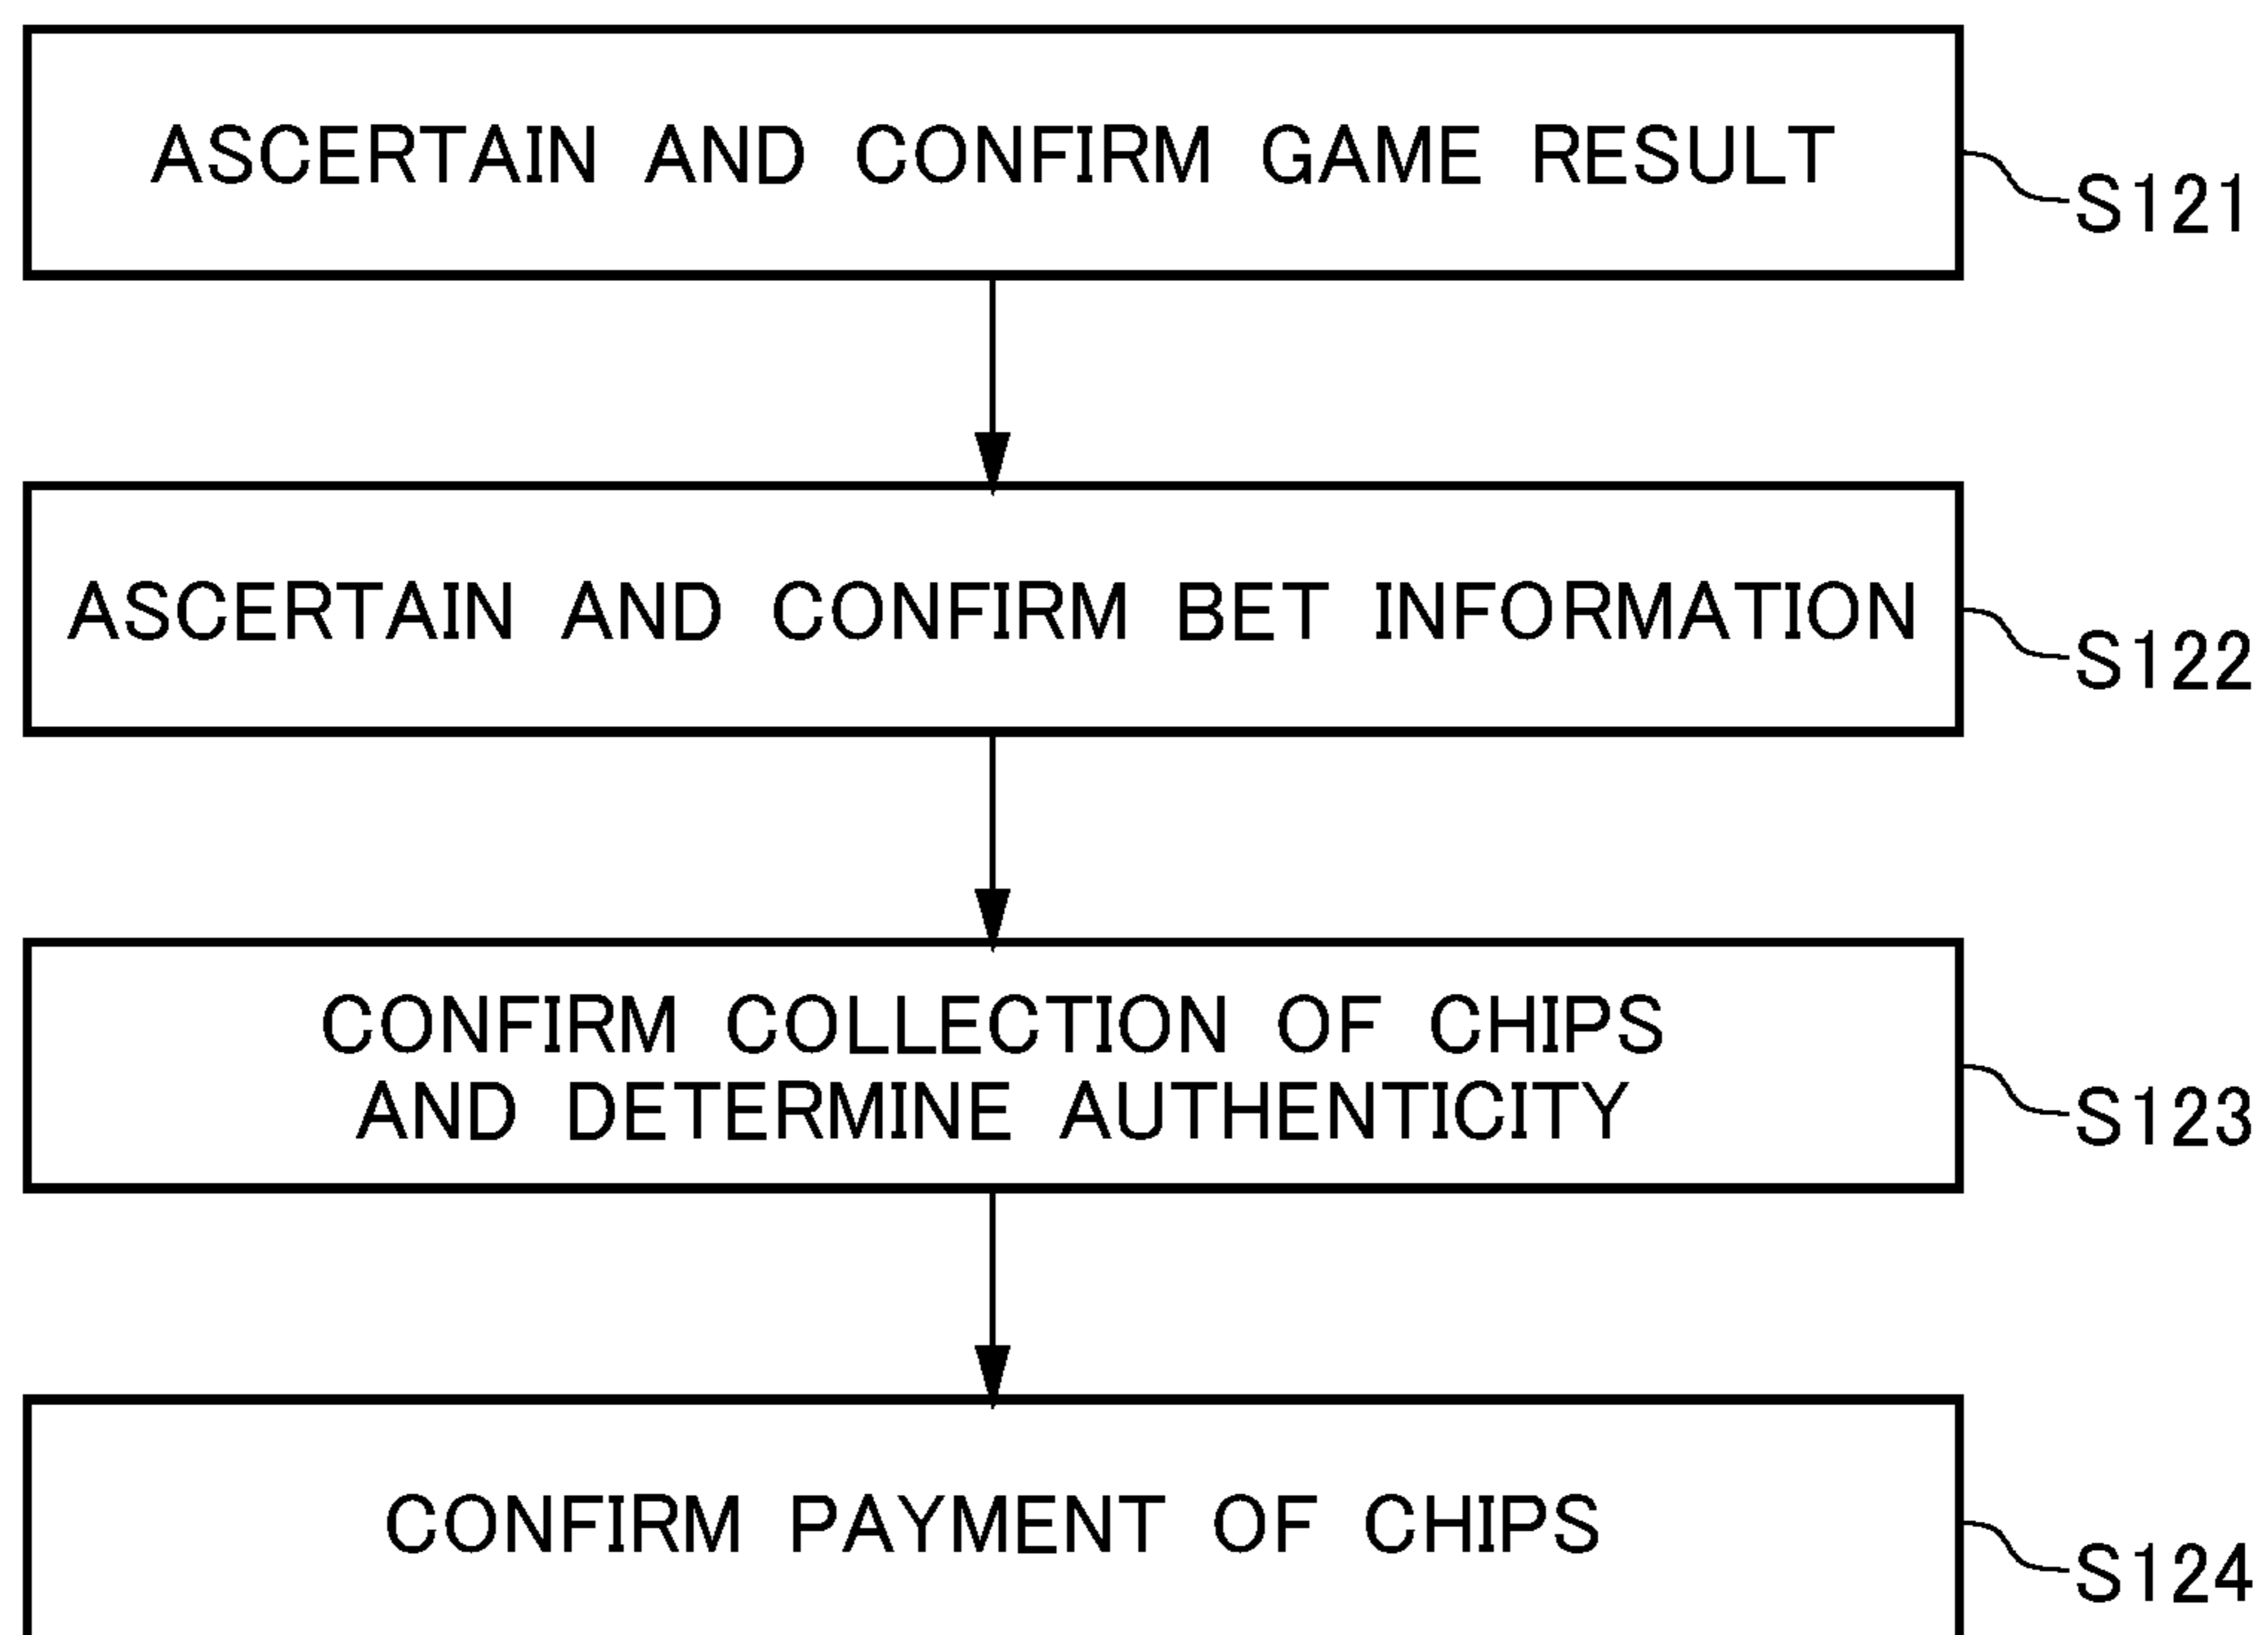 ASCERTAIN AND CONFIRM GAME RESULT
S121
ASCERTAIN AND CONFIRM BET INFORMATION
S122
CONFIRM COLLECTION OF CHIPS
AND DETERMINE AUTHENTICITY
S123
CONFIRM PAYMENT OF CHIPS
S124